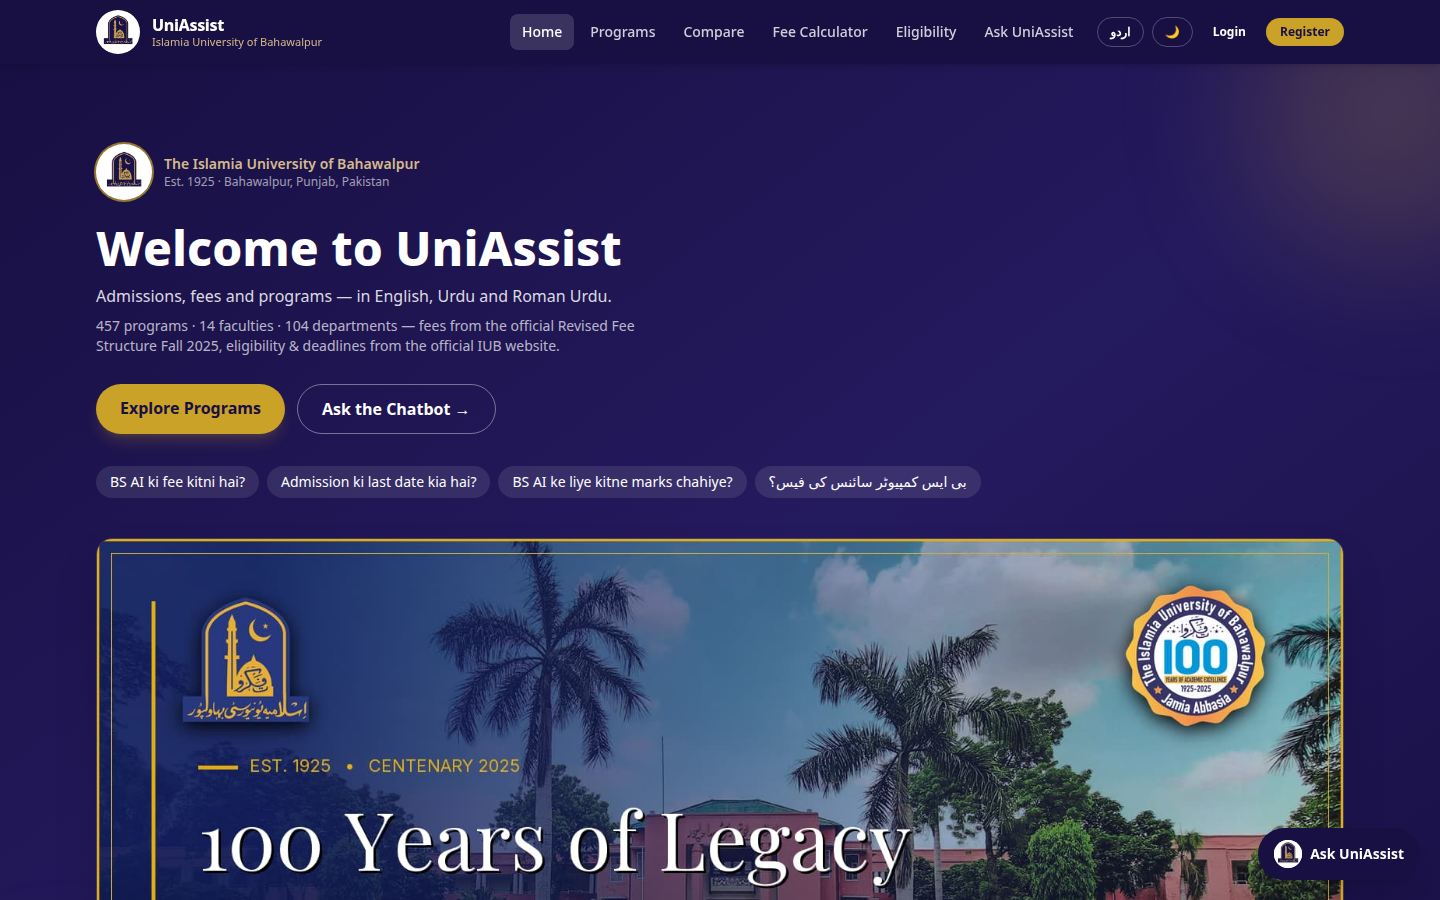 UniAssist
Islamia University of Bahawalpur
Home
Programs
Compare
Fee Calculator
Eligibility
Ask UniAssist
اردو
Login
Register
The Islamia University of Bahawalpur
Est. 1925 · Bahawalpur, Punjab, Pakistan
Welcome to UniAssist
Admissions, fees and programs — in English, Urdu and Roman Urdu.
457 programs · 14 faculties · 104 departments — fees from the official Revised Fee
Structure Fall 2025, eligibility & deadlines from the official IUB website.
Explore Programs
Ask the Chatbot →
BS AI ki fee kitni hai?
Admission ki last date kia hai?
BS AI ke liye kitne marks chahiye?
بی ایس کمپیوٹر سائنس کی فیس؟
اسلامیہ یونیورسٹی بہاولپور
The Islamia University of Bahawalpur
100
YEARS OF ACADEMIC EXCELLENCE
1925-2025
Jamia Abbasia
EST. 1925 • CENTENARY 2025
100 Years of Legacy
Ask UniAssist